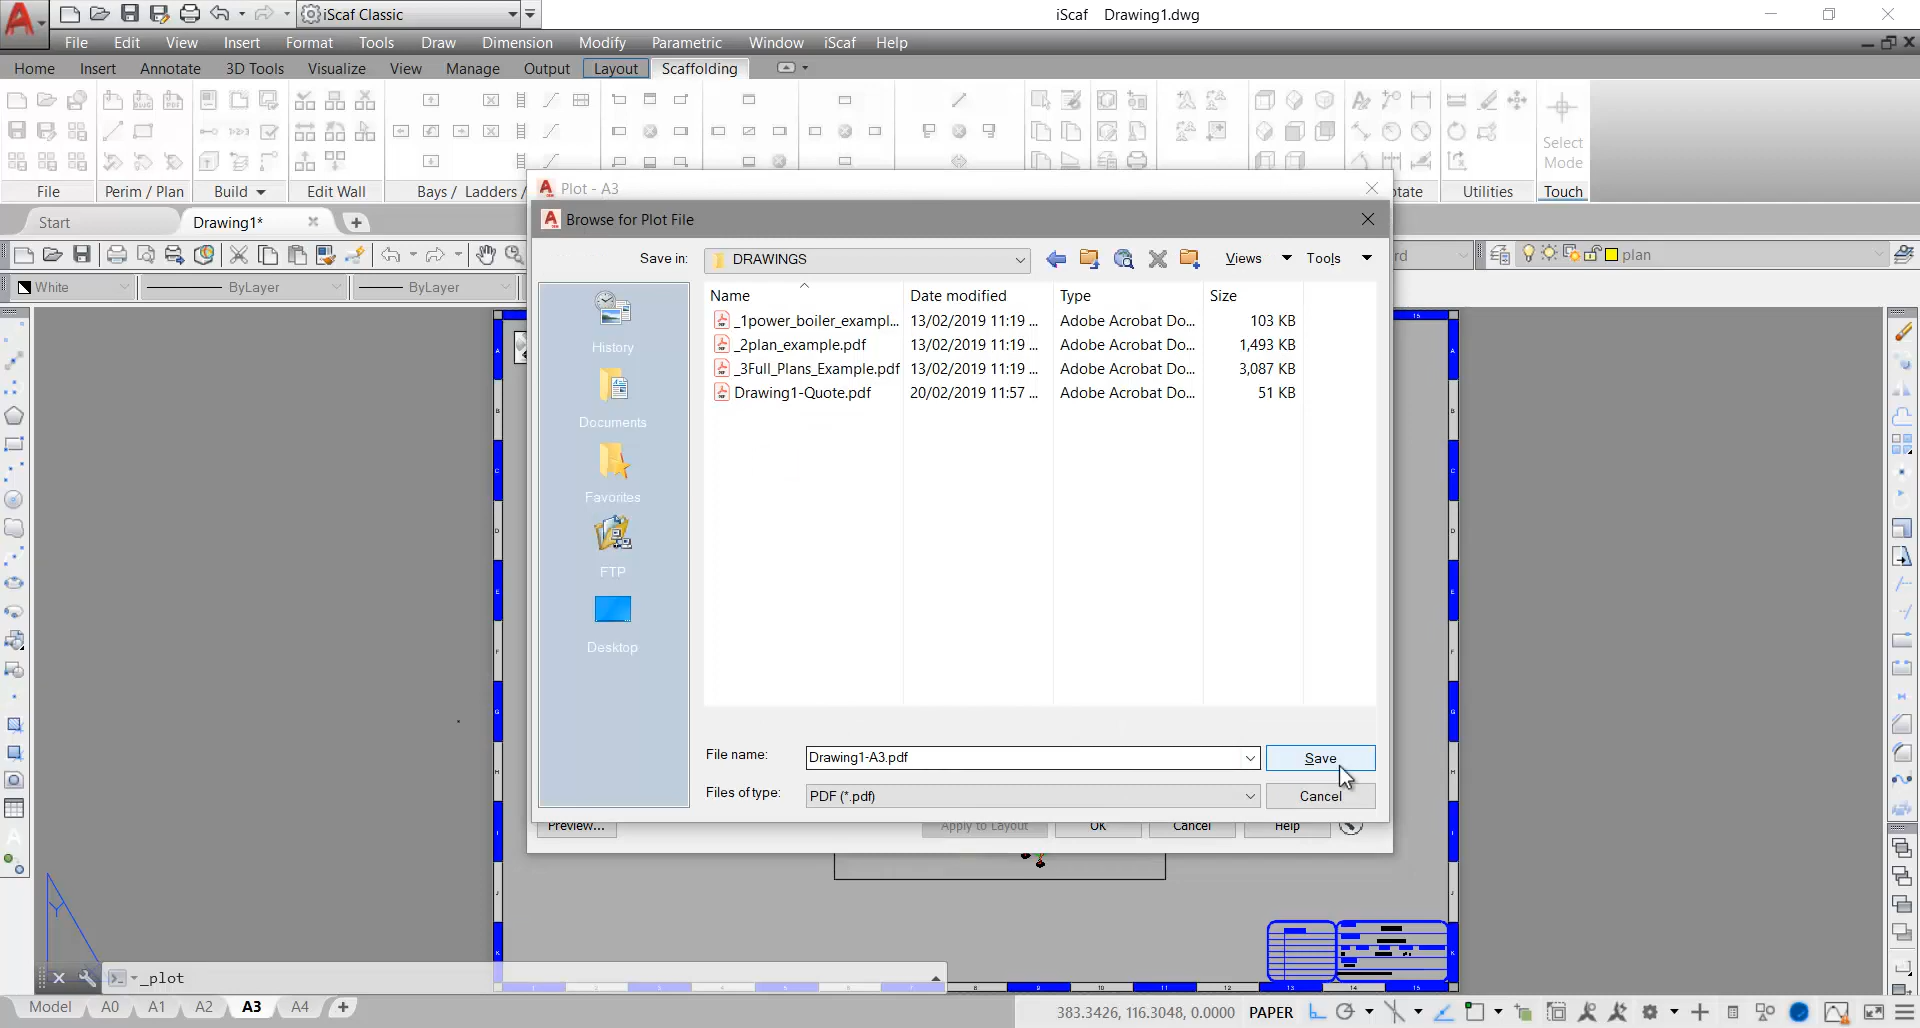 iScaf Classic
iScaf Drawing1.dwg
File Edit View Insert Format Tools Draw Dimension Modify Parametric Window iScaf Help
Home Insert Annotate 3D Tools Visualize View Manage Output Layout Scaffolding
Select
Mode
File Perim / Plan Build Edit Wall Bays / Ladders / Utilities Touch
Plot - A3
Start Drawing1*
Browse for Plot File
Save in: DRAWINGS Views Tools
plan
White ByLayer ByLayer
Name Date modified Type Size
_1power_boiler_exampl... 13/02/2019 11:19 ... Adobe Acrobat Do... 103 KB
_2plan_example.pdf 13/02/2019 11:19 ... Adobe Acrobat Do... 1,493 KB
_3Full_Plans_Example.pdf 13/02/2019 11:19 ... Adobe Acrobat Do... 3,087 KB
Drawing1-Quote.pdf 20/02/2019 11:57 ... Adobe Acrobat Do... 51 KB
History
Documents
Favorites
FTP
Desktop
File name: Drawing1-A3.pdf Save
Files of type: PDF (*.pdf) Cancel
Preview... Apply to Layout OK Cancel Help
_plot
Model A0 A1 A2 A3 A4
383.3426, 116.3048, 0.0000 PAPER